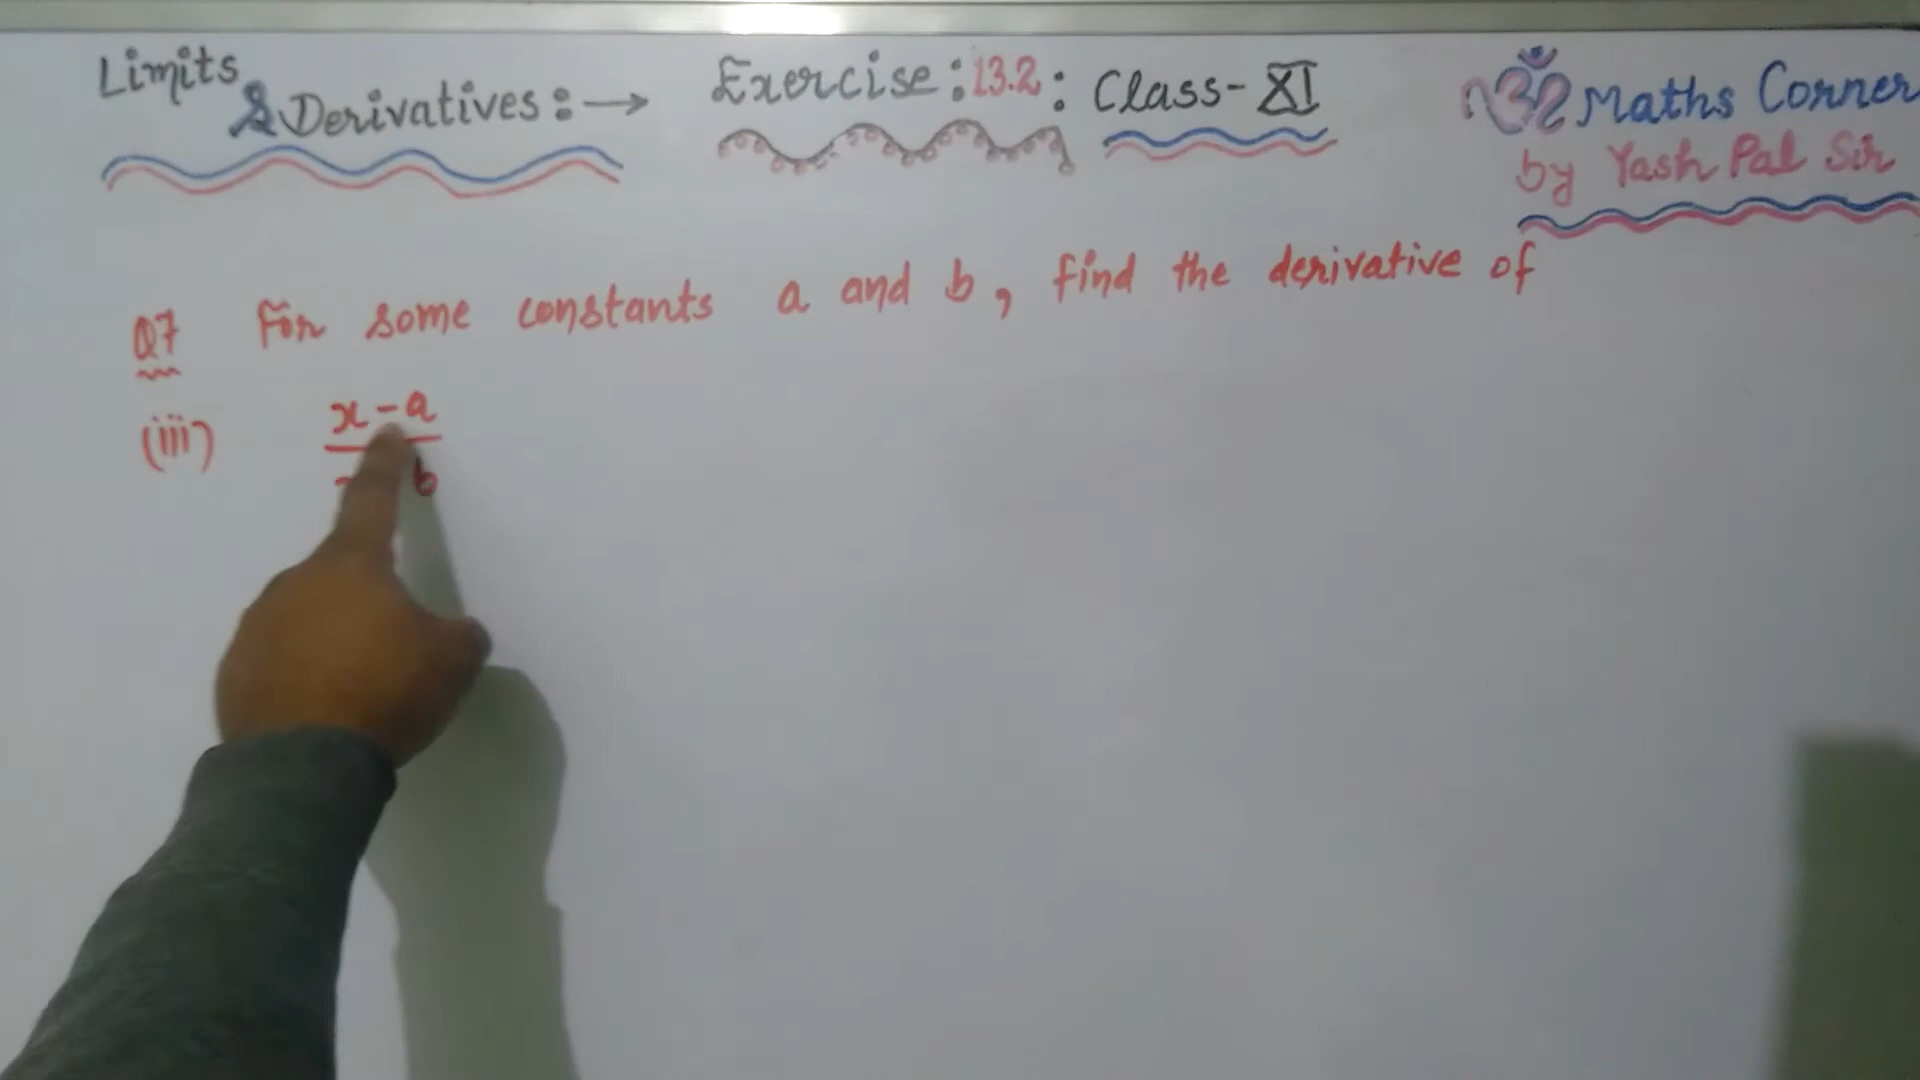 Limits
& Derivatives :→
Exercise : 13.2 : Class - XI
ॐ Maths Corner
by Yash Pal Sir
Q7 For some constants a and b, find the derivative of
(iii) x - a
b